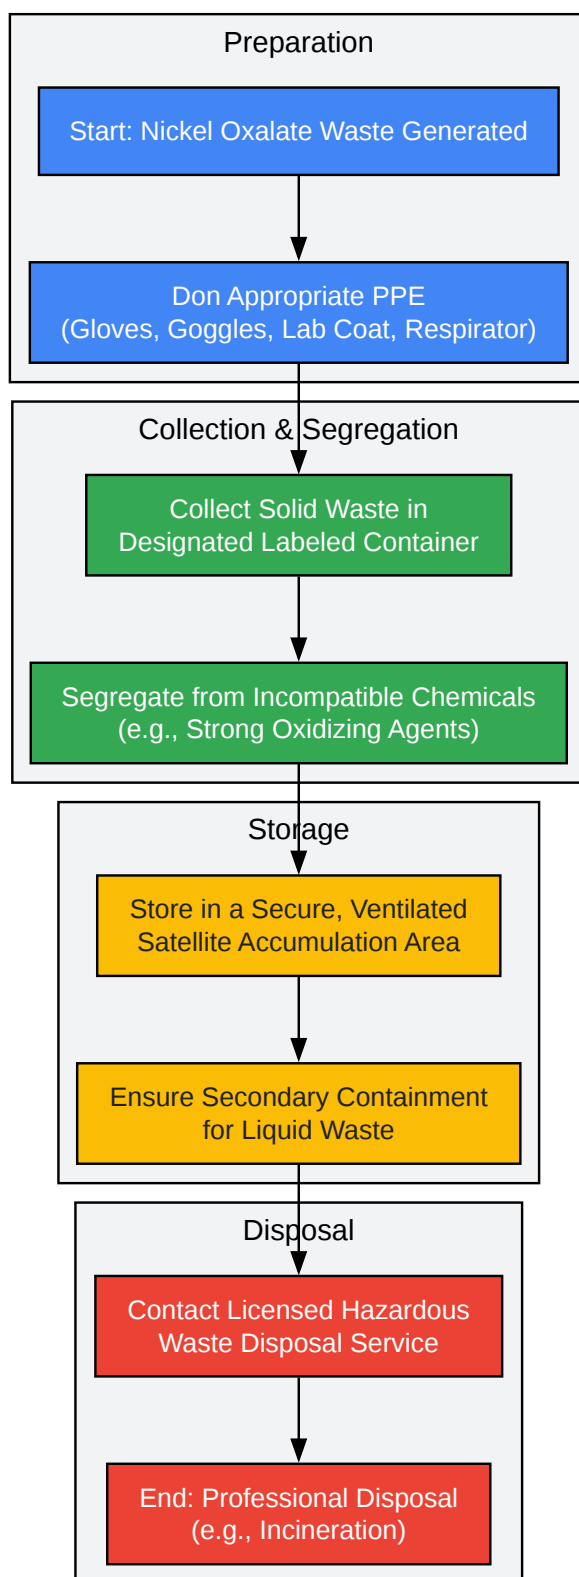 Preparation
Start: Nickel Oxalate Waste Generated
Don Appropriate PPE
(Gloves, Goggles, Lab Coat, Respirator)
Collection & Segregation
Collect Solid Waste in
Designated Labeled Container
Segregate from Incompatible Chemicals
(e.g., Strong Oxidizing Agents)
Storage
Store in a Secure, Ventilated
Satellite Accumulation Area
Ensure Secondary Containment
for Liquid Waste
Disposal
Contact Licensed Hazardous
Waste Disposal Service
End: Professional Disposal
(e.g., Incineration)